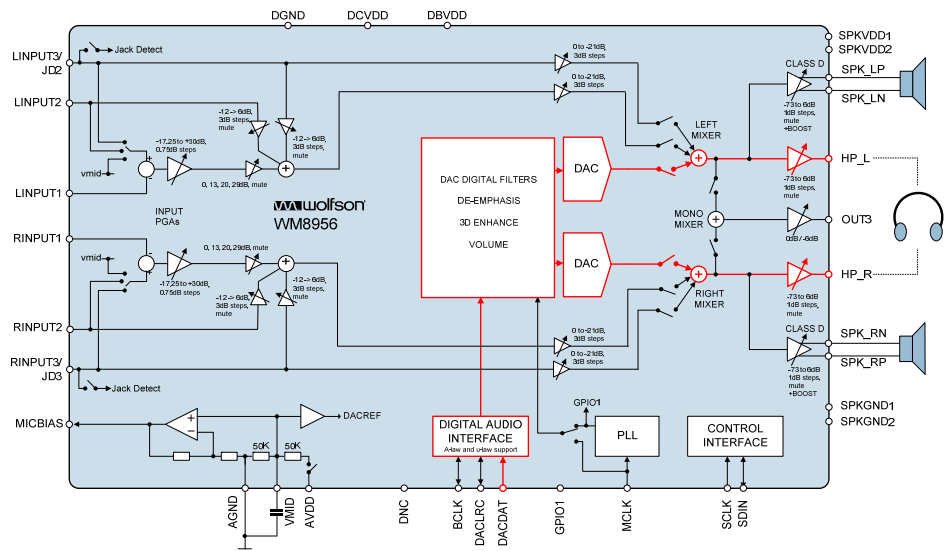 DGND
DCVDD
DBVDD
LINPUT3/
JD2
Jack Detect
LINPUT2
-12 -> 6dB,
3dB steps,
mute
-12 -> 6dB,
3dB steps,
mute
vmid
-17.25 to +30dB,
0.75dB steps
0, 13, 20, 29dB, mute
LINPUT1
INPUT
PGAs
wolfson
WM8956
RINPUT1
0, 13, 20, 29dB, mute
vmid
-17.25 to +30dB,
0.75dB steps
-12 -> 6dB,
3dB steps,
mute
-12 -> 6dB,
3dB steps,
mute
RINPUT2
RINPUT3/
JD3
Jack Detect
MICBIAS
DACREF
50K
50K
AGND
VMID
AVDD
0 to -21dB,
3dB steps
0 to -21dB,
3dB steps
DAC DIGITAL FILTERS
DE-EMPHASIS
3D ENHANCE
VOLUME
DAC
DAC
0 to -21dB,
3dB steps
0 to -21dB,
3dB steps
LEFT
MIXER
MONO
MIXER
RIGHT
MIXER
CLASS D
-73 to 6dB
1dB steps,
mute
+BOOST
-73 to 6dB
1dB steps,
mute
0dB/-6dB
-73 to 6dB
1dB steps,
mute
CLASS D
-73 to 6dB
1dB steps,
mute
+BOOST
SPKVDD1
SPKVDD2
SPK_LP
SPK_LN
HP_L
OUT3
HP_R
SPK_RN
SPK_RP
SPKGND1
SPKGND2
DIGITAL AUDIO
INTERFACE
A-law and u-law support
GPIO1
PLL
CONTROL
INTERFACE
DNC
BCLK
DACLRC
DACDAT
GPIO1
MCLK
SCLK
SDIN